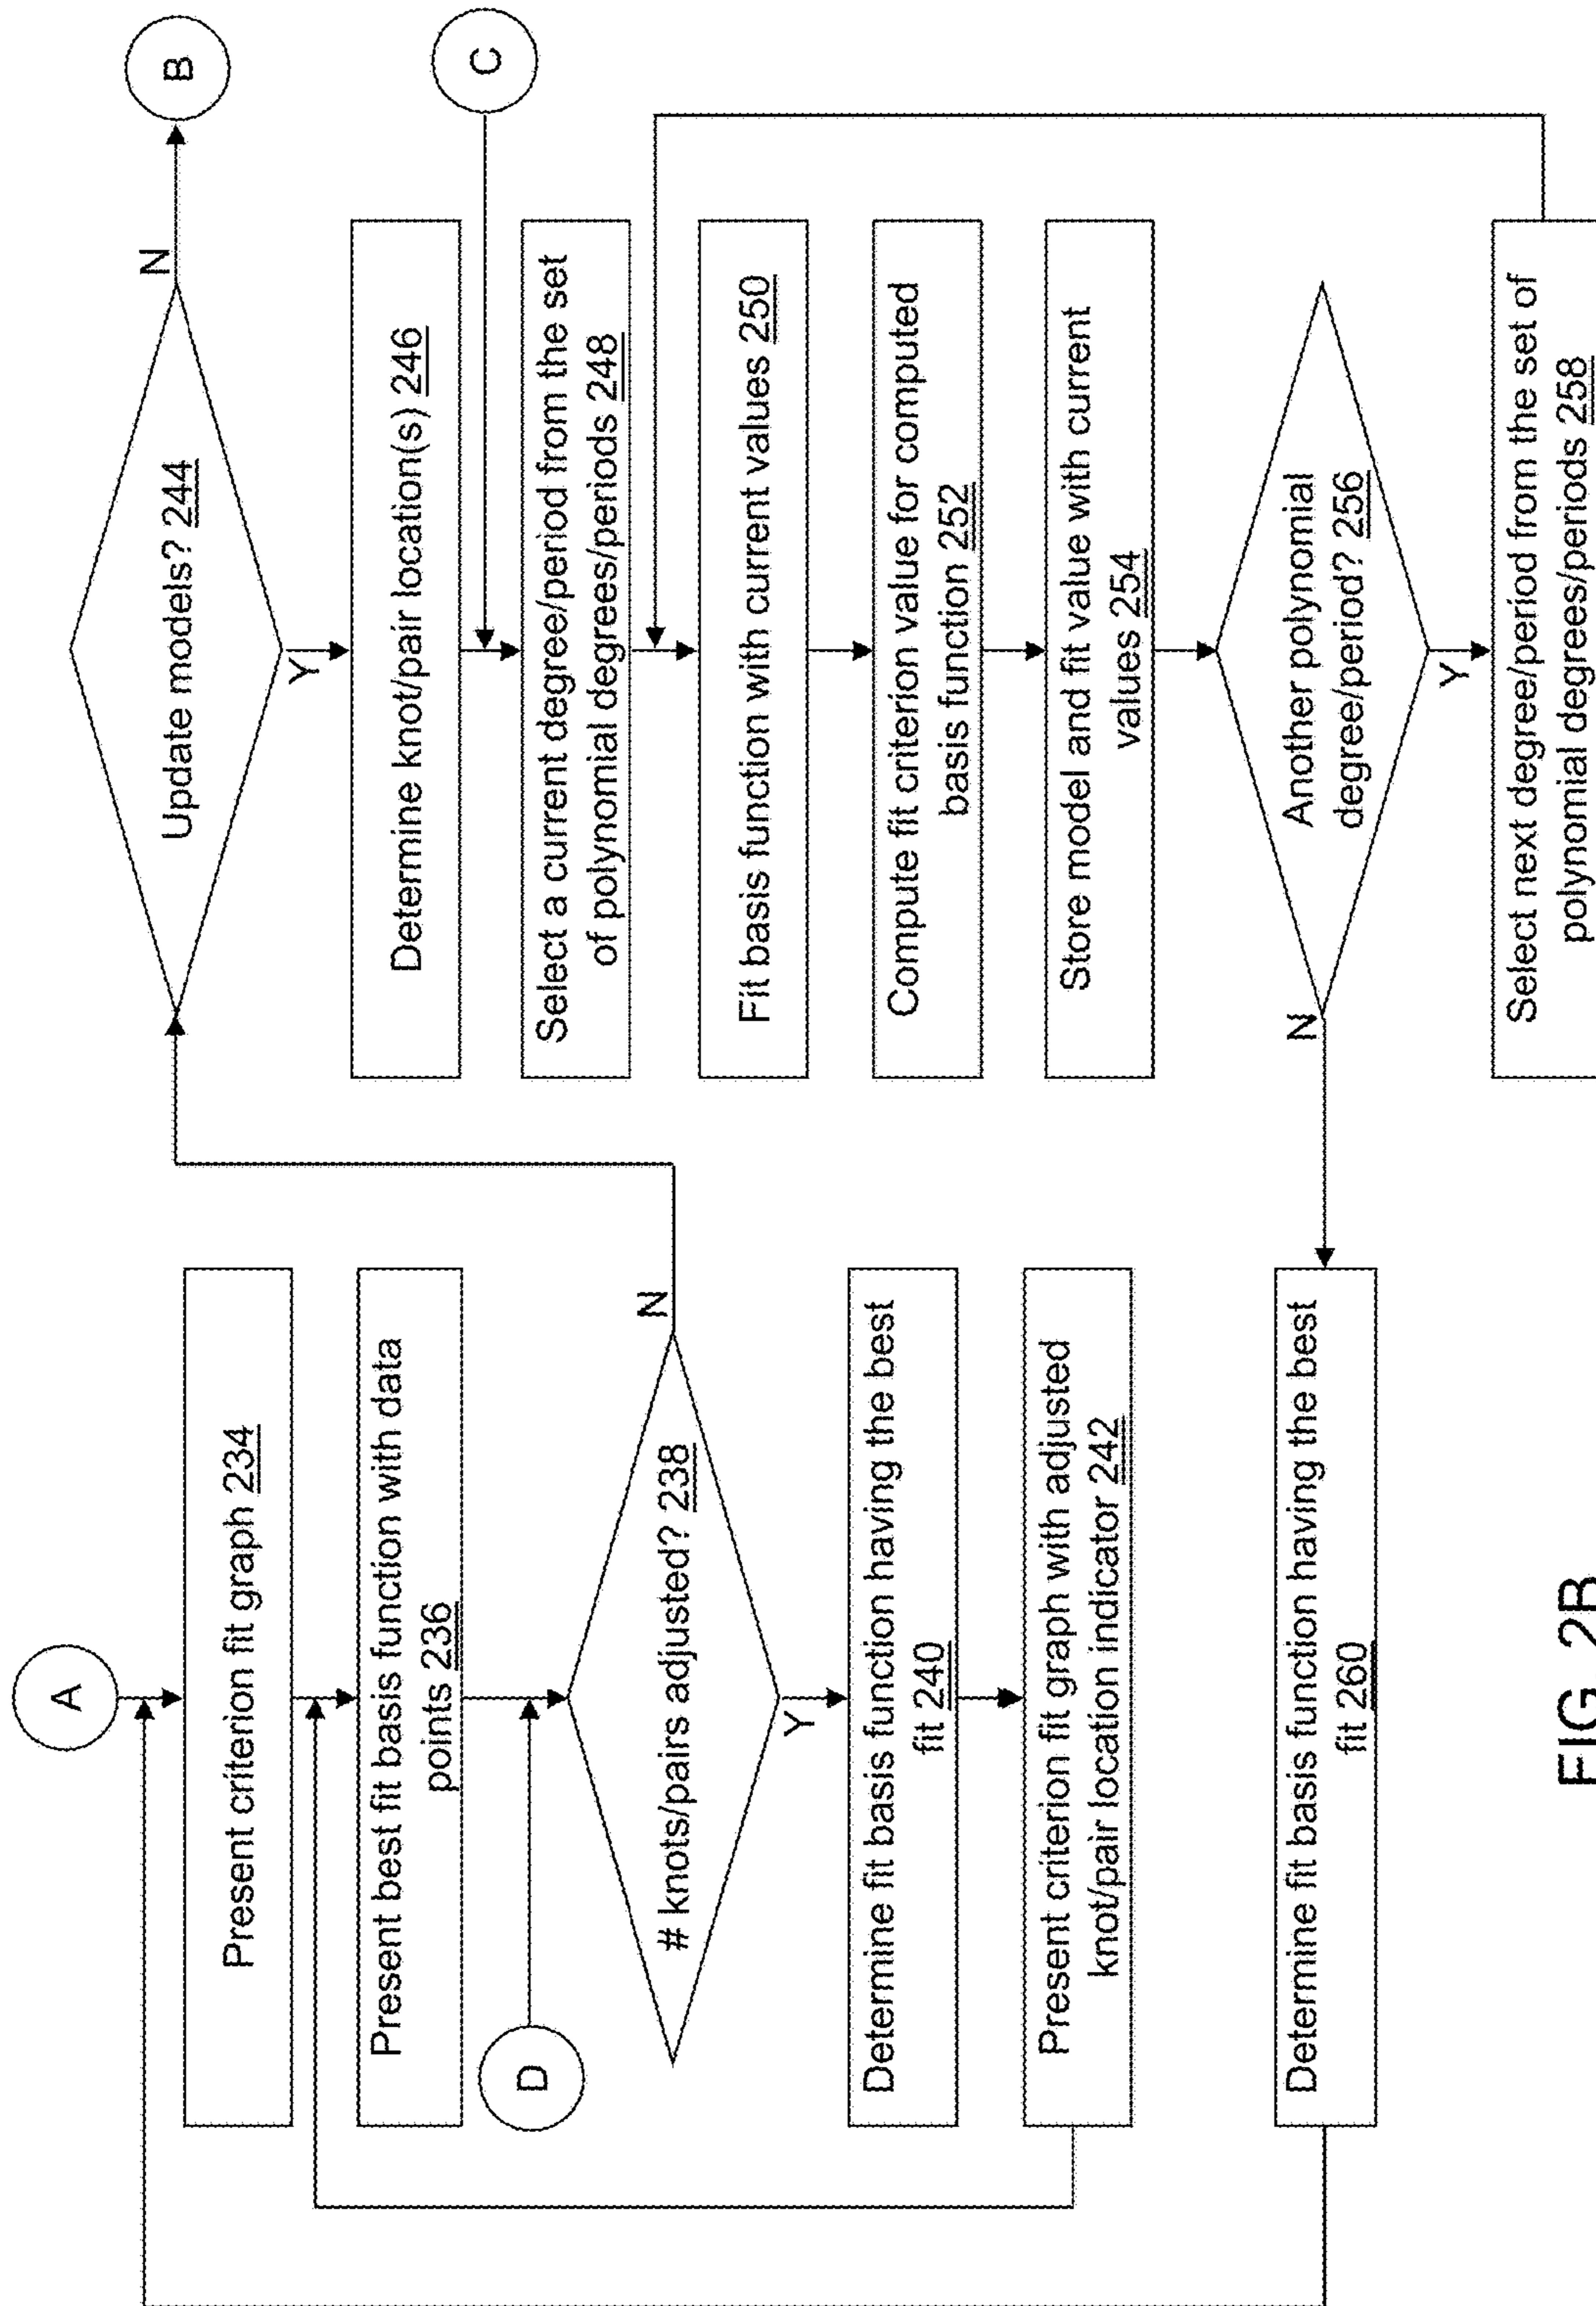 A
Present criterion fit graph 234
Present best fit basis function with data
points 236
D
# knots/pairs adjusted? 238
N
Y
Determine fit basis function having the best
fit 240
Present criterion fit graph with adjusted
knot/pair location indicator 242
Determine fit basis function having the best
fit 260
B
Update models? 244
N
Y
Determine knot/pair location(s) 246
C
Select a current degree/period from the set
of polynomial degrees/periods 248
Fit basis function with current values 250
Compute fit criterion value for computed
basis function 252
Store model and fit value with current
values 254
Another polynomial
degree/period? 256
N
Y
Select next degree/period from the set of
polynomial degrees/periods 258
FIG. 2B